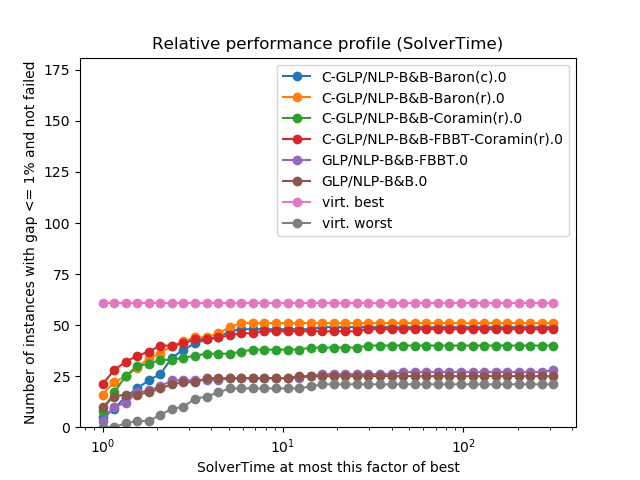 Relative performance profile (SolverTime)
Number of instances with gap <= 1% and not failed
175
150
125
100
75
50
25
0
C-GLP/NLP-B&B-Baron(c).0
C-GLP/NLP-B&B-Baron(r).0
C-GLP/NLP-B&B-Coramin(r).0
C-GLP/NLP-B&B-FBBT-Coramin(r).0
GLP/NLP-B&B-FBBT.0
GLP/NLP-B&B.0
virt. best
virt. worst
10⁰ 10¹ 10²
SolverTime at most this factor of best